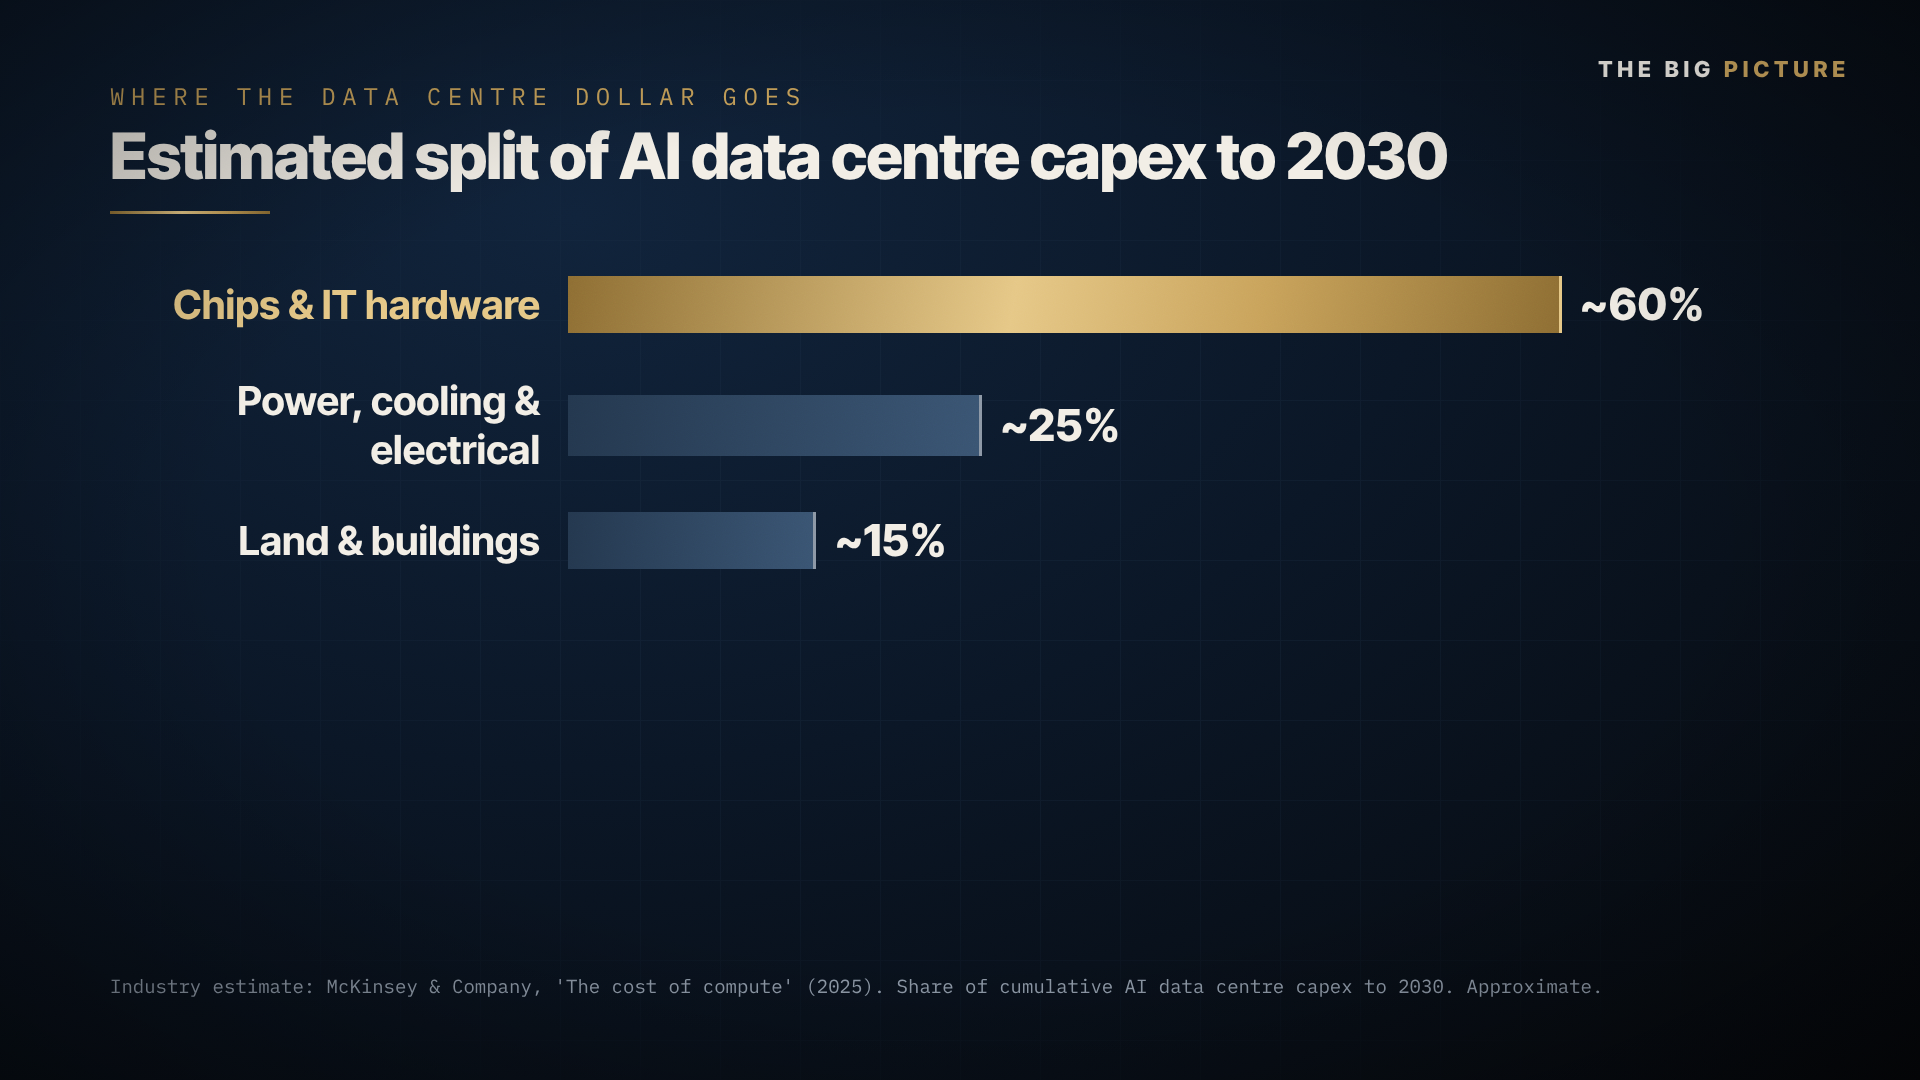 THE BIG PICTURE
WHERE THE DATA CENTRE DOLLAR GOES
Estimated split of AI data centre capex to 2030
Chips & IT hardware
~60%
Power, cooling &
electrical
~25%
Land & buildings
~15%
Industry estimate: McKinsey & Company, 'The cost of compute' (2025). Share of cumulative AI data centre capex to 2030. Approximate.